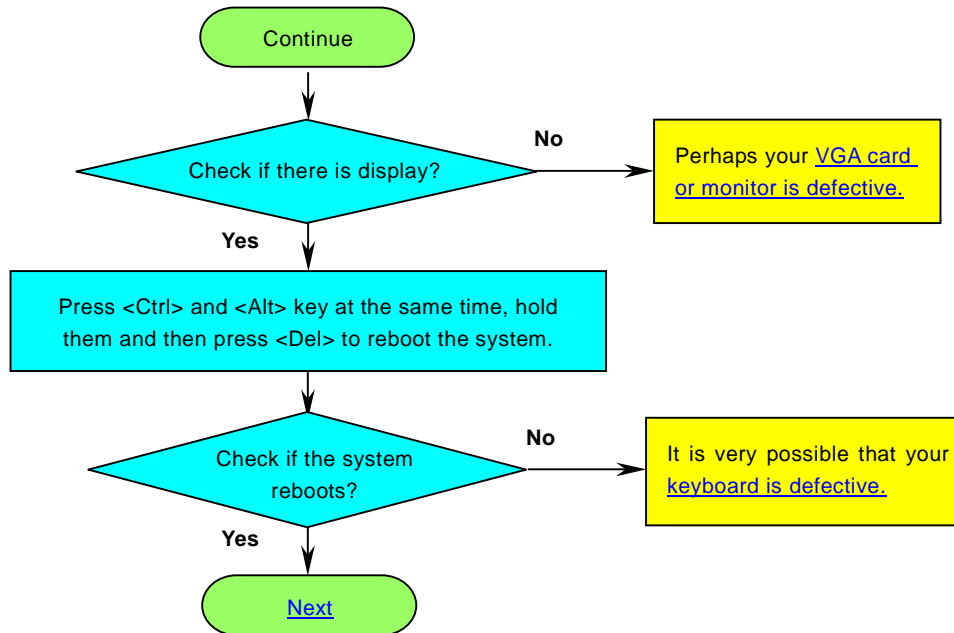 Continue
Check if there is display?
No
Perhaps your VGA card
or monitor is defective.
Yes
Press <Ctrl> and <Alt> key at the same time, hold
them and then press <Del> to reboot the system.
Check if the system
reboots?
No
It is very possible that your
keyboard is defective.
Yes
Next